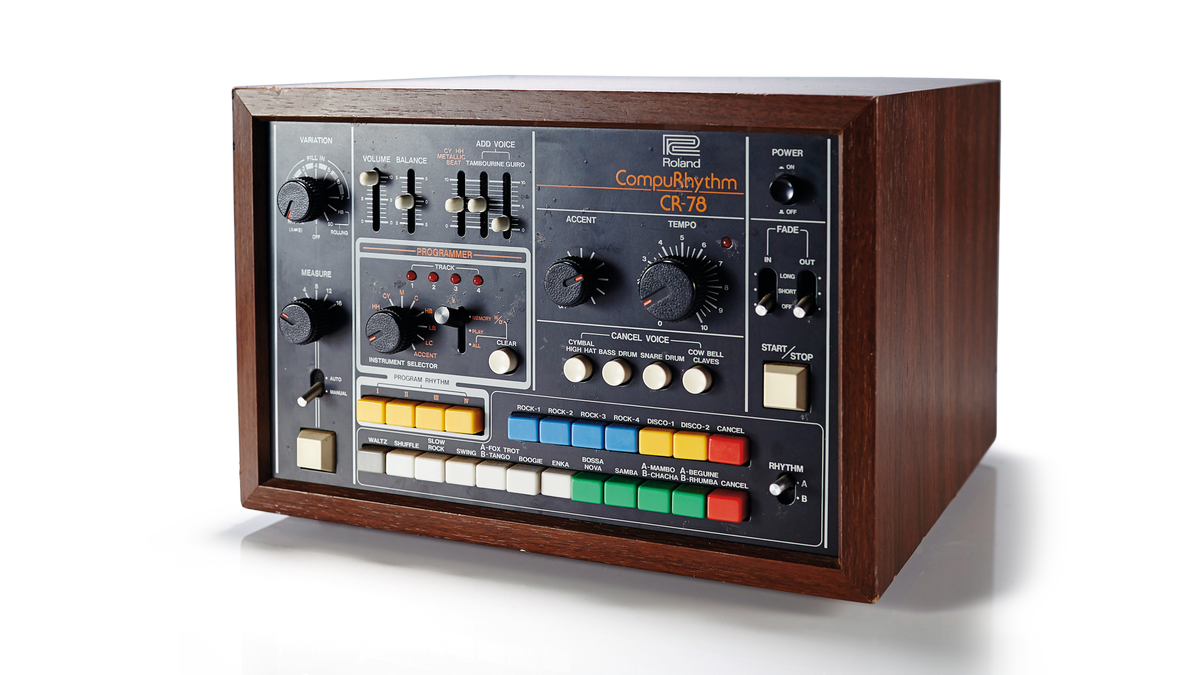 VARIATION
FILL IN
ROLLING
OFF
VOLUME BALANCE
CY HH
METALLIC
BEAT
ADD VOICE
TAMBOURINE GUIRO
Roland
CompuRhythm
CR-78
POWER
ON
OFF
FADE
IN OUT
LONG
SHORT
OFF
ACCENT
TEMPO
0 3 4 5 6 7 8 9 10
MEASURE
4 8 12 16
AUTO
MANUAL
PROGRAMMER
TRACK
1 2 3 4
HH CY M C HB LB LC
ACCENT
INSTRUMENT SELECTOR
MEMORY
PLAY
ALL
CLEAR
CANCEL VOICE
CYMBAL
HIGH HAT BASS DRUM SNARE DRUM
COW BELL
CLAVES
START/STOP
PROGRAM RHYTHM
I II III IV
ROCK-1 ROCK-2 ROCK-3 ROCK-4 DISCO-1 DISCO-2 CANCEL
WALTZ SHUFFLE SLOW
ROCK SWING A-FOX TROT
B-TANGO BOOGIE ENKA BOSSA
NOVA SAMBA A-MAMBO
B-CHACHA A-BEGUINE
B-RHUMBA CANCEL
RHYTHM
A
B